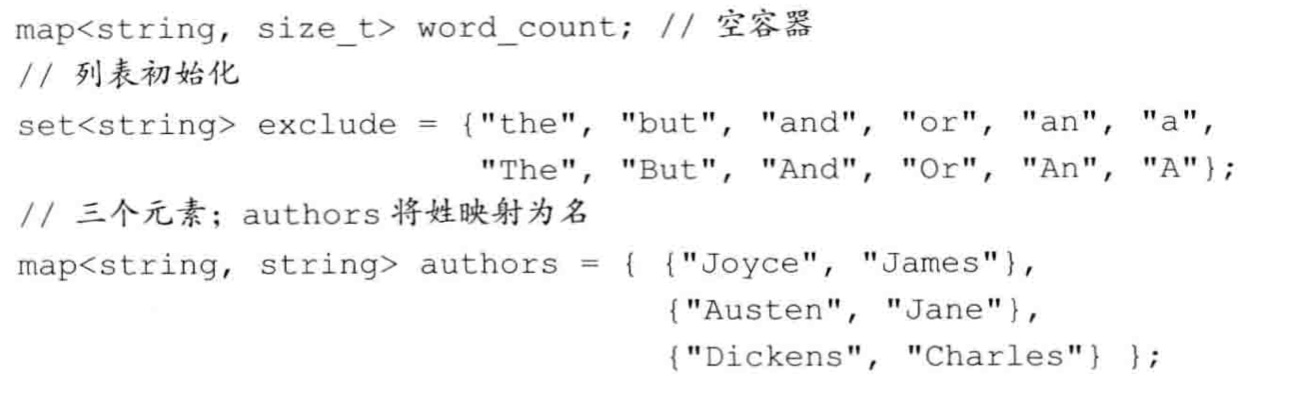 map<string, size_t> word_count; // 空容器
// 列表初始化
set<string> exclude = {"the", "but", "and", "or", "an", "a",
"The", "But", "And", "Or", "An", "A"};
// 三个元素; authors 将姓映射为名
map<string, string> authors = { {"Joyce", "James"},
{"Austen", "Jane"},
{"Dickens", "Charles"} };